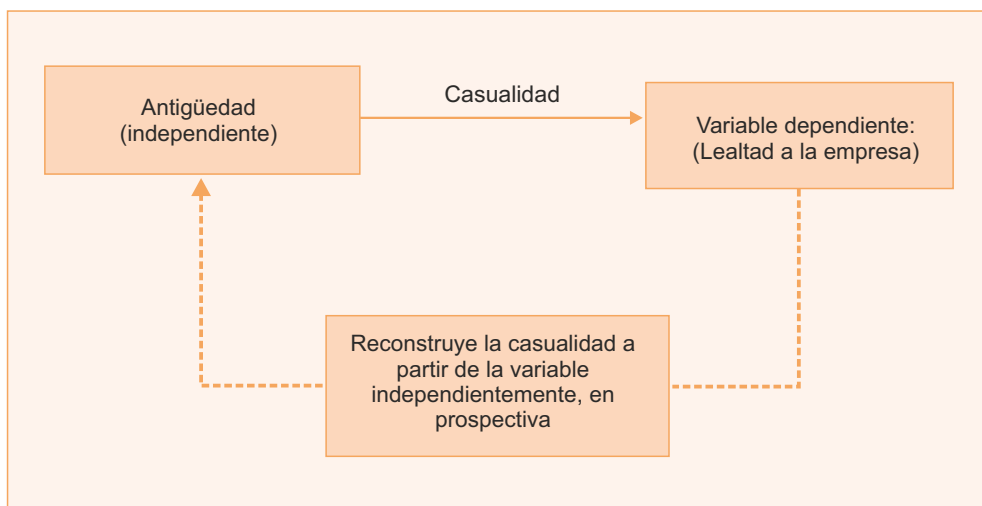 Antigüedad
(independiente)
Casualidad
Variable dependiente:
(Lealtad a la empresa)
Reconstruye la casualidad a
partir de la variable
independientemente, en
prospectiva